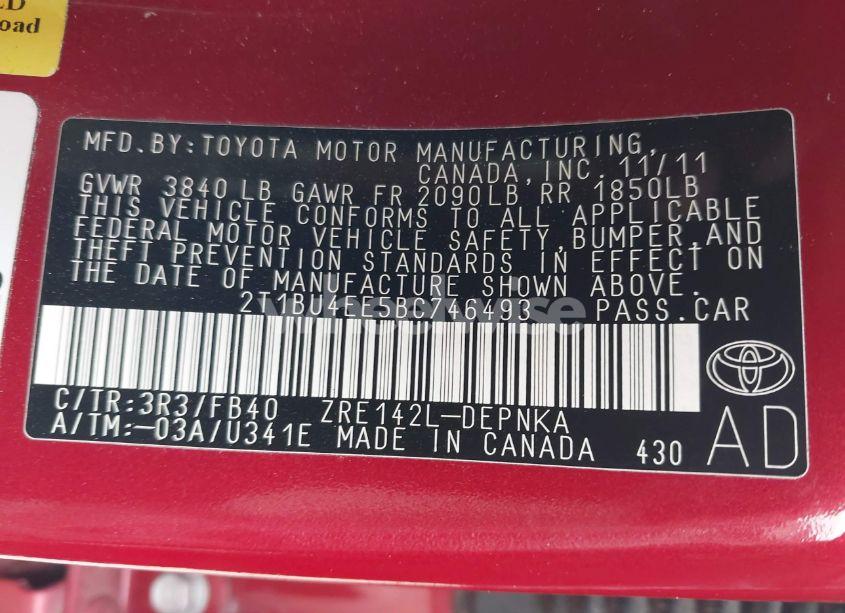 LD
oad
MFD.BY:TOYOTA MOTOR MANUFACTURING,
CANADA,INC. 11/11
GVWR 3840 LB GAWR FR 2090LB RR 1850LB
THIS VEHICLE CONFORMS TO ALL APPLICABLE
FEDERAL MOTOR VEHICLE SAFETY,BUMPER,AND
THEFT PREVENTION STANDARDS IN EFFECT ON
THE DATE OF MANUFACTURE SHOWN ABOVE.
2T1BU4EE5BC746493 PASS.CAR
C/TR:3R3/FB40 ZRE142L-DEPNKA
A/TM:-03A/U341E MADE IN CANADA 430
AD